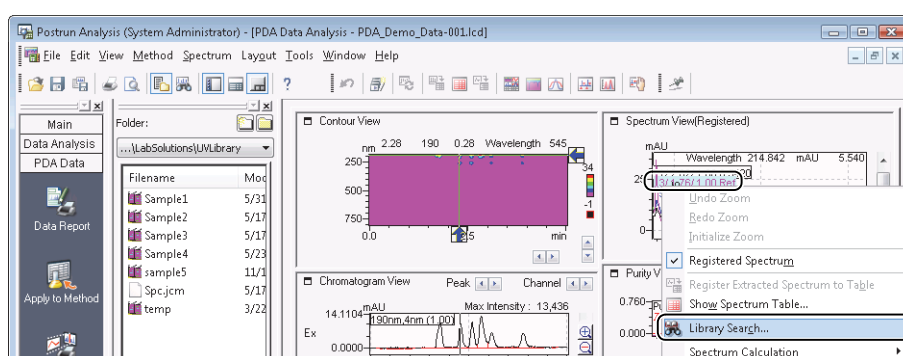 Postrun Analysis (System Administrator) - [PDA Data Analysis - PDA_Demo_Data-001.lcd]
File Edit View Method Spectrum Layout Tools Window Help
Main
Data Analysis
PDA Data
Data Report
Apply to Method
Folder:
...\LabSolutions\UVLibrary
Filename
Sample1 5/31
Sample2 5/17
Sample3 5/17
Sample4 5/23
sample5 11/1
Spc.jcm 5/17
temp 3/22
Contour View
nm 2.28 190 0.28 Wavelength 545
250
500
750
0.0 min
34
-1
Chromatogram View Peak Channel
mAU Max Intensity : 13,436
14.1104 190nm,4nm (1.00)
Ex
0.0000
Spectrum View(Registered)
mAU
Wavelength 214.842 mAU 5.540
0
Undo Zoom
Redo Zoom
Initialize Zoom
Registered Spectrum
Register Extracted Spectrum to Table
Show Spectrum Table...
Library Search...
Spectrum Calculation
Purity V
0.760
0.000